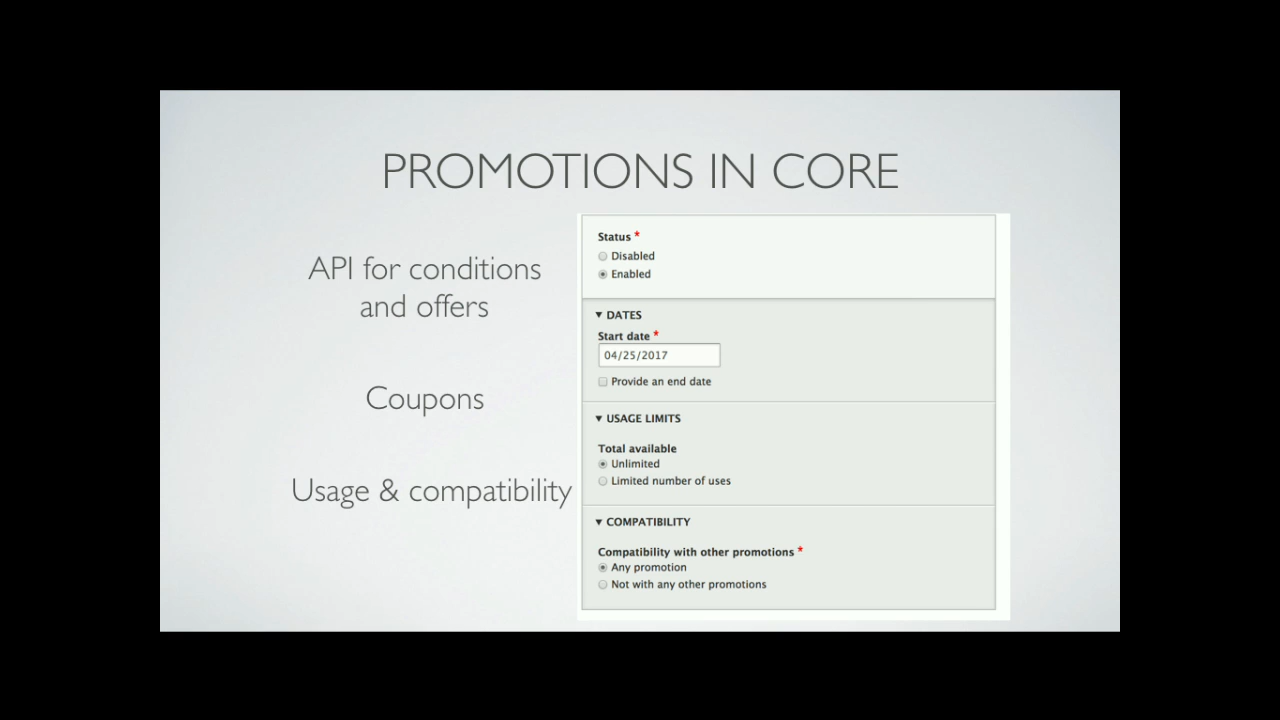 PROMOTIONS IN CORE
API for conditions
and offers
Coupons
Usage & compatibility
Status *
Disabled
Enabled
▼ DATES
Start date *
04/25/2017
Provide an end date
▼ USAGE LIMITS
Total available
Unlimited
Limited number of uses
▼ COMPATIBILITY
Compatibility with other promotions *
Any promotion
Not with any other promotions